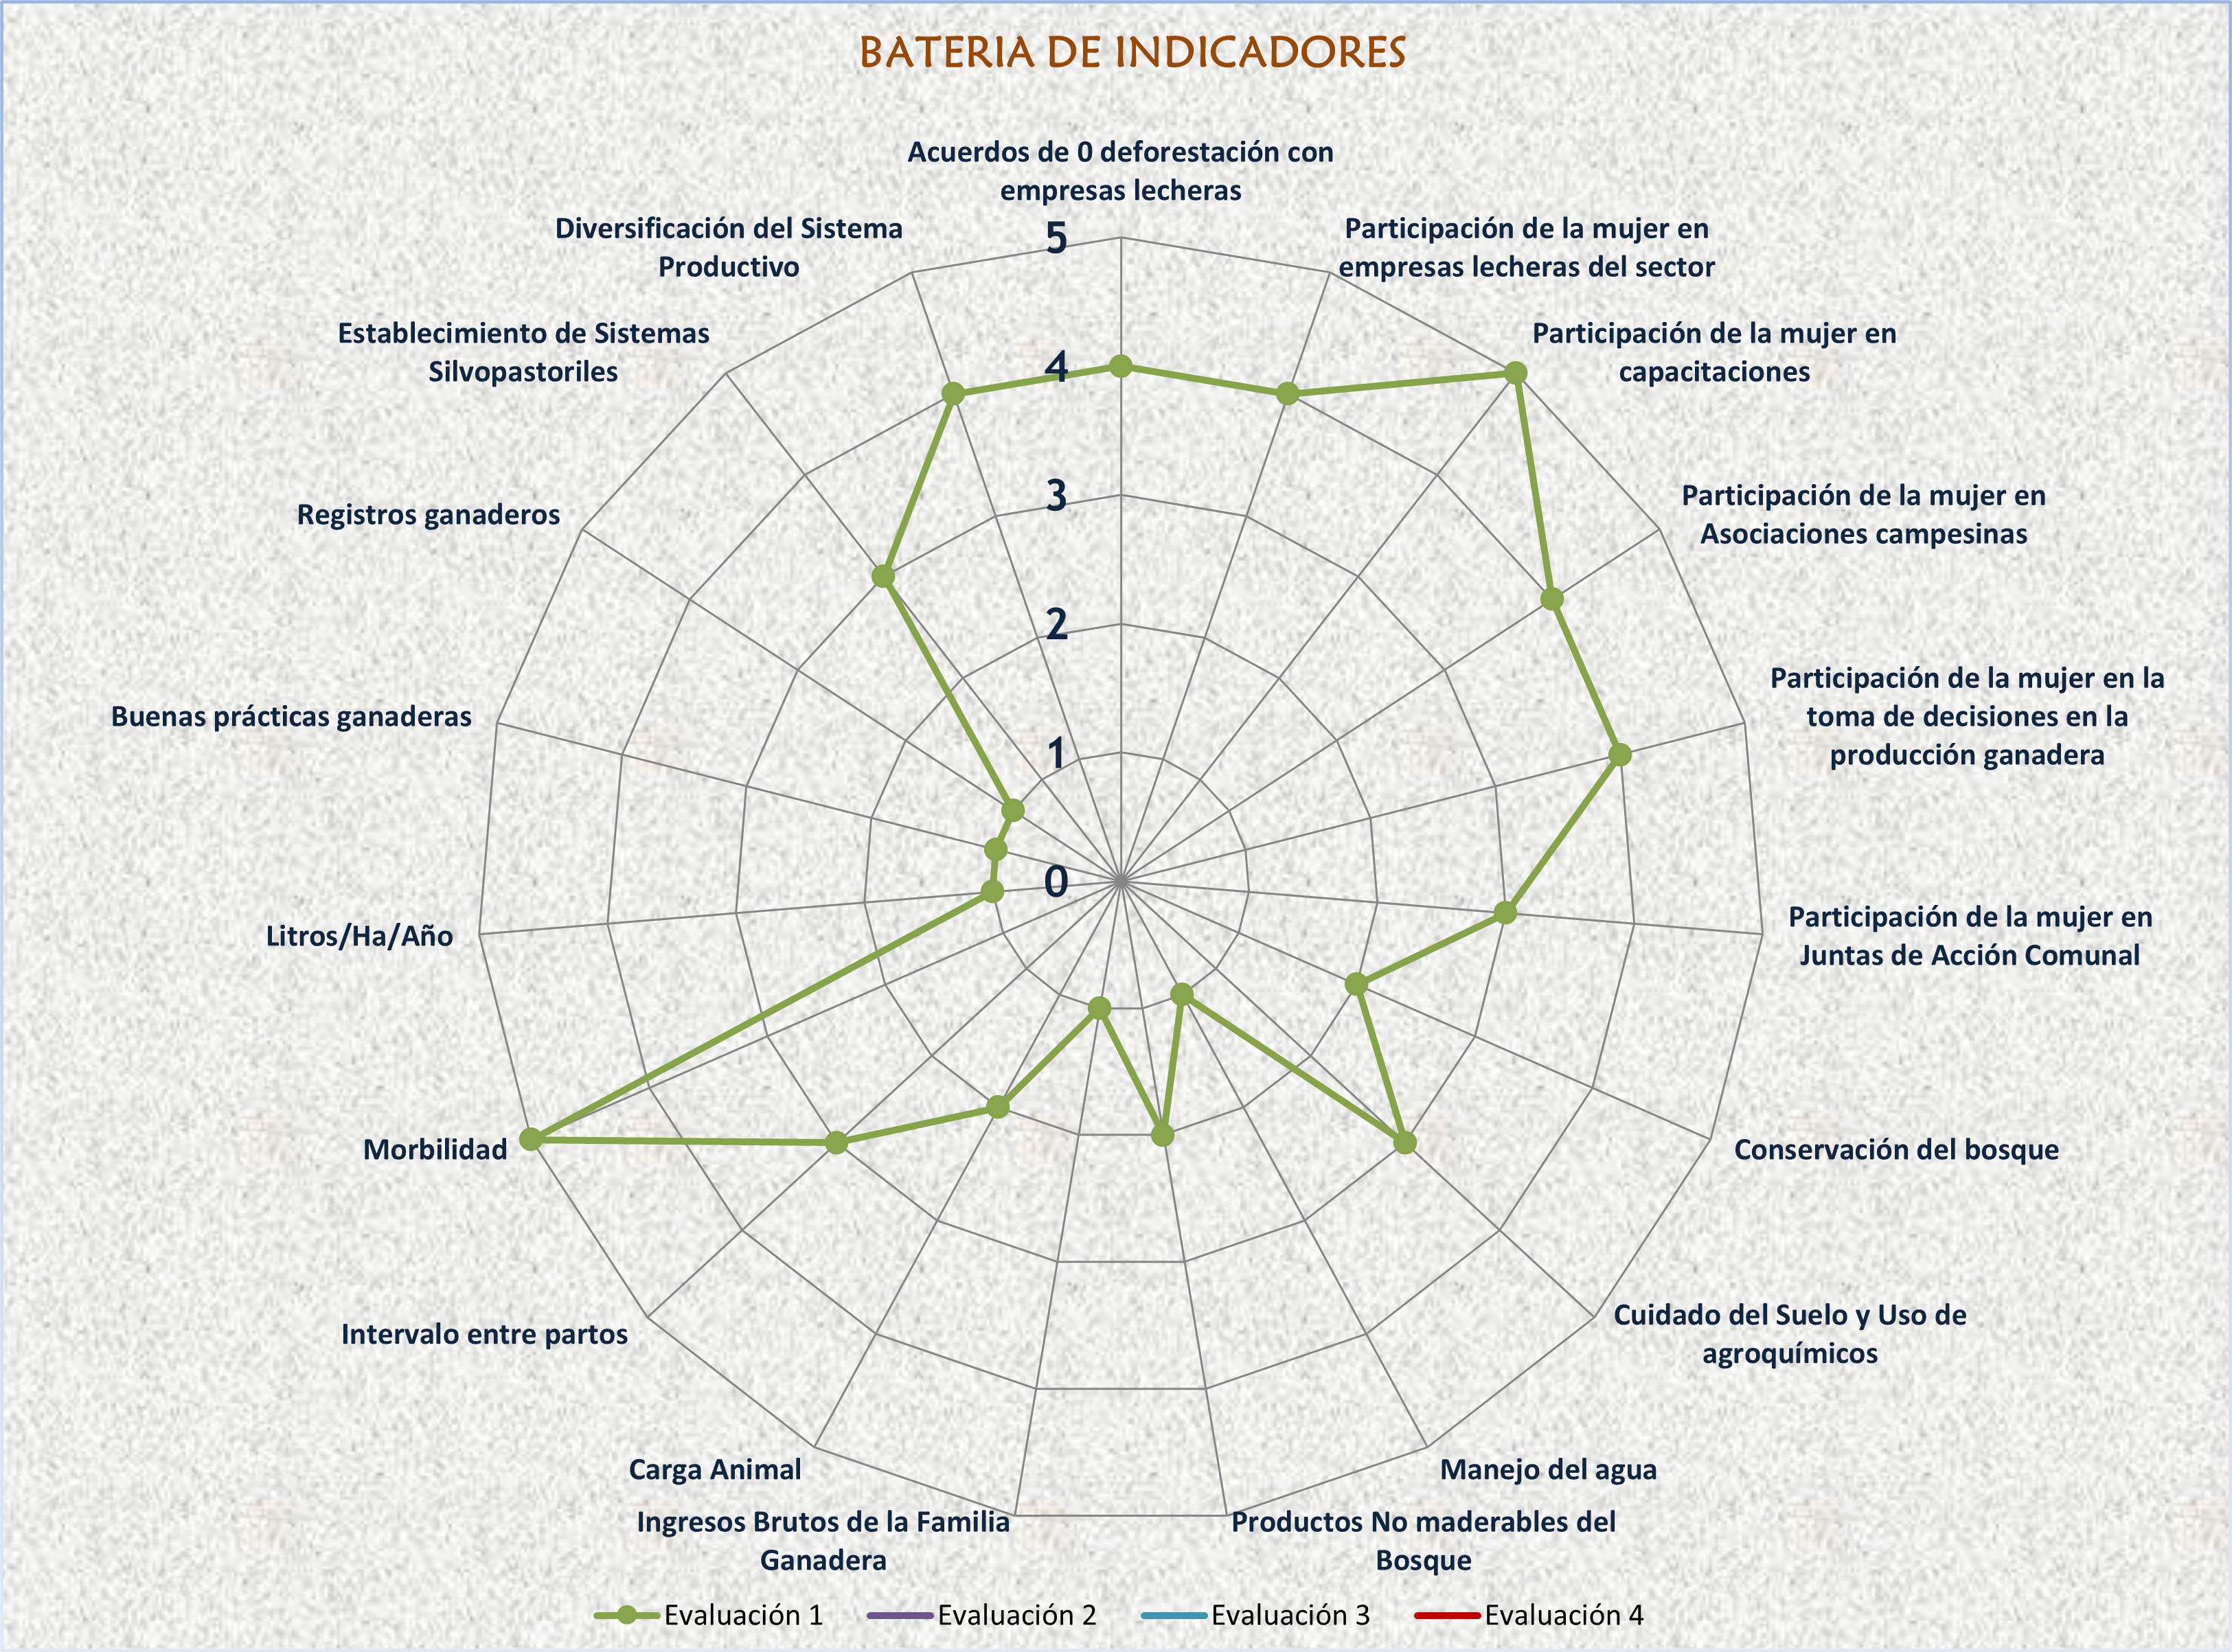 BATERIA DE INDICADORES
Acuerdos de 0 deforestación con
empresas lecheras
Participación de la mujer en
empresas lecheras del sector
Participación de la mujer en
capacitaciones
Participación de la mujer en
Asociaciones campesinas
Participación de la mujer en la
toma de decisiones en la
producción ganadera
Participación de la mujer en
Juntas de Acción Comunal
Conservación del bosque
Cuidado del Suelo y Uso de
agroquímicos
Manejo del agua
Productos No maderables del
Bosque
Ingresos Brutos de la Familia
Ganadera
Carga Animal
Intervalo entre partos
Morbilidad
Litros/Ha/Año
Buenas prácticas ganaderas
Registros ganaderos
Establecimiento de Sistemas
Silvopastoriles
Diversificación del Sistema
Productivo
5
4
3
2
1
0
Evaluación 1
Evaluación 2
Evaluación 3
Evaluación 4